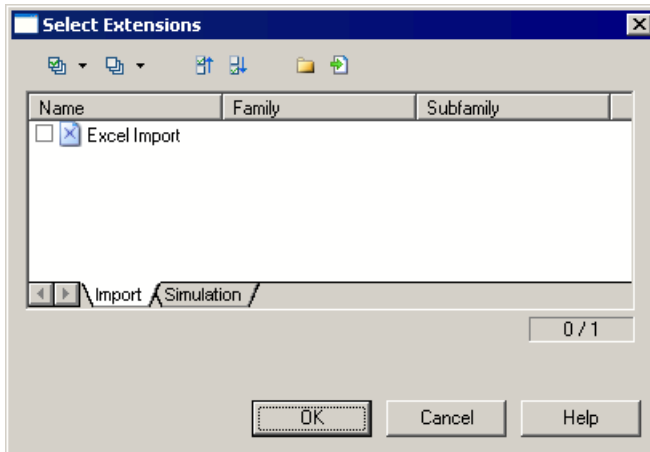 Select Extensions
Name Family Subfamily
Excel Import
Import Simulation
0 / 1
OK Cancel Help